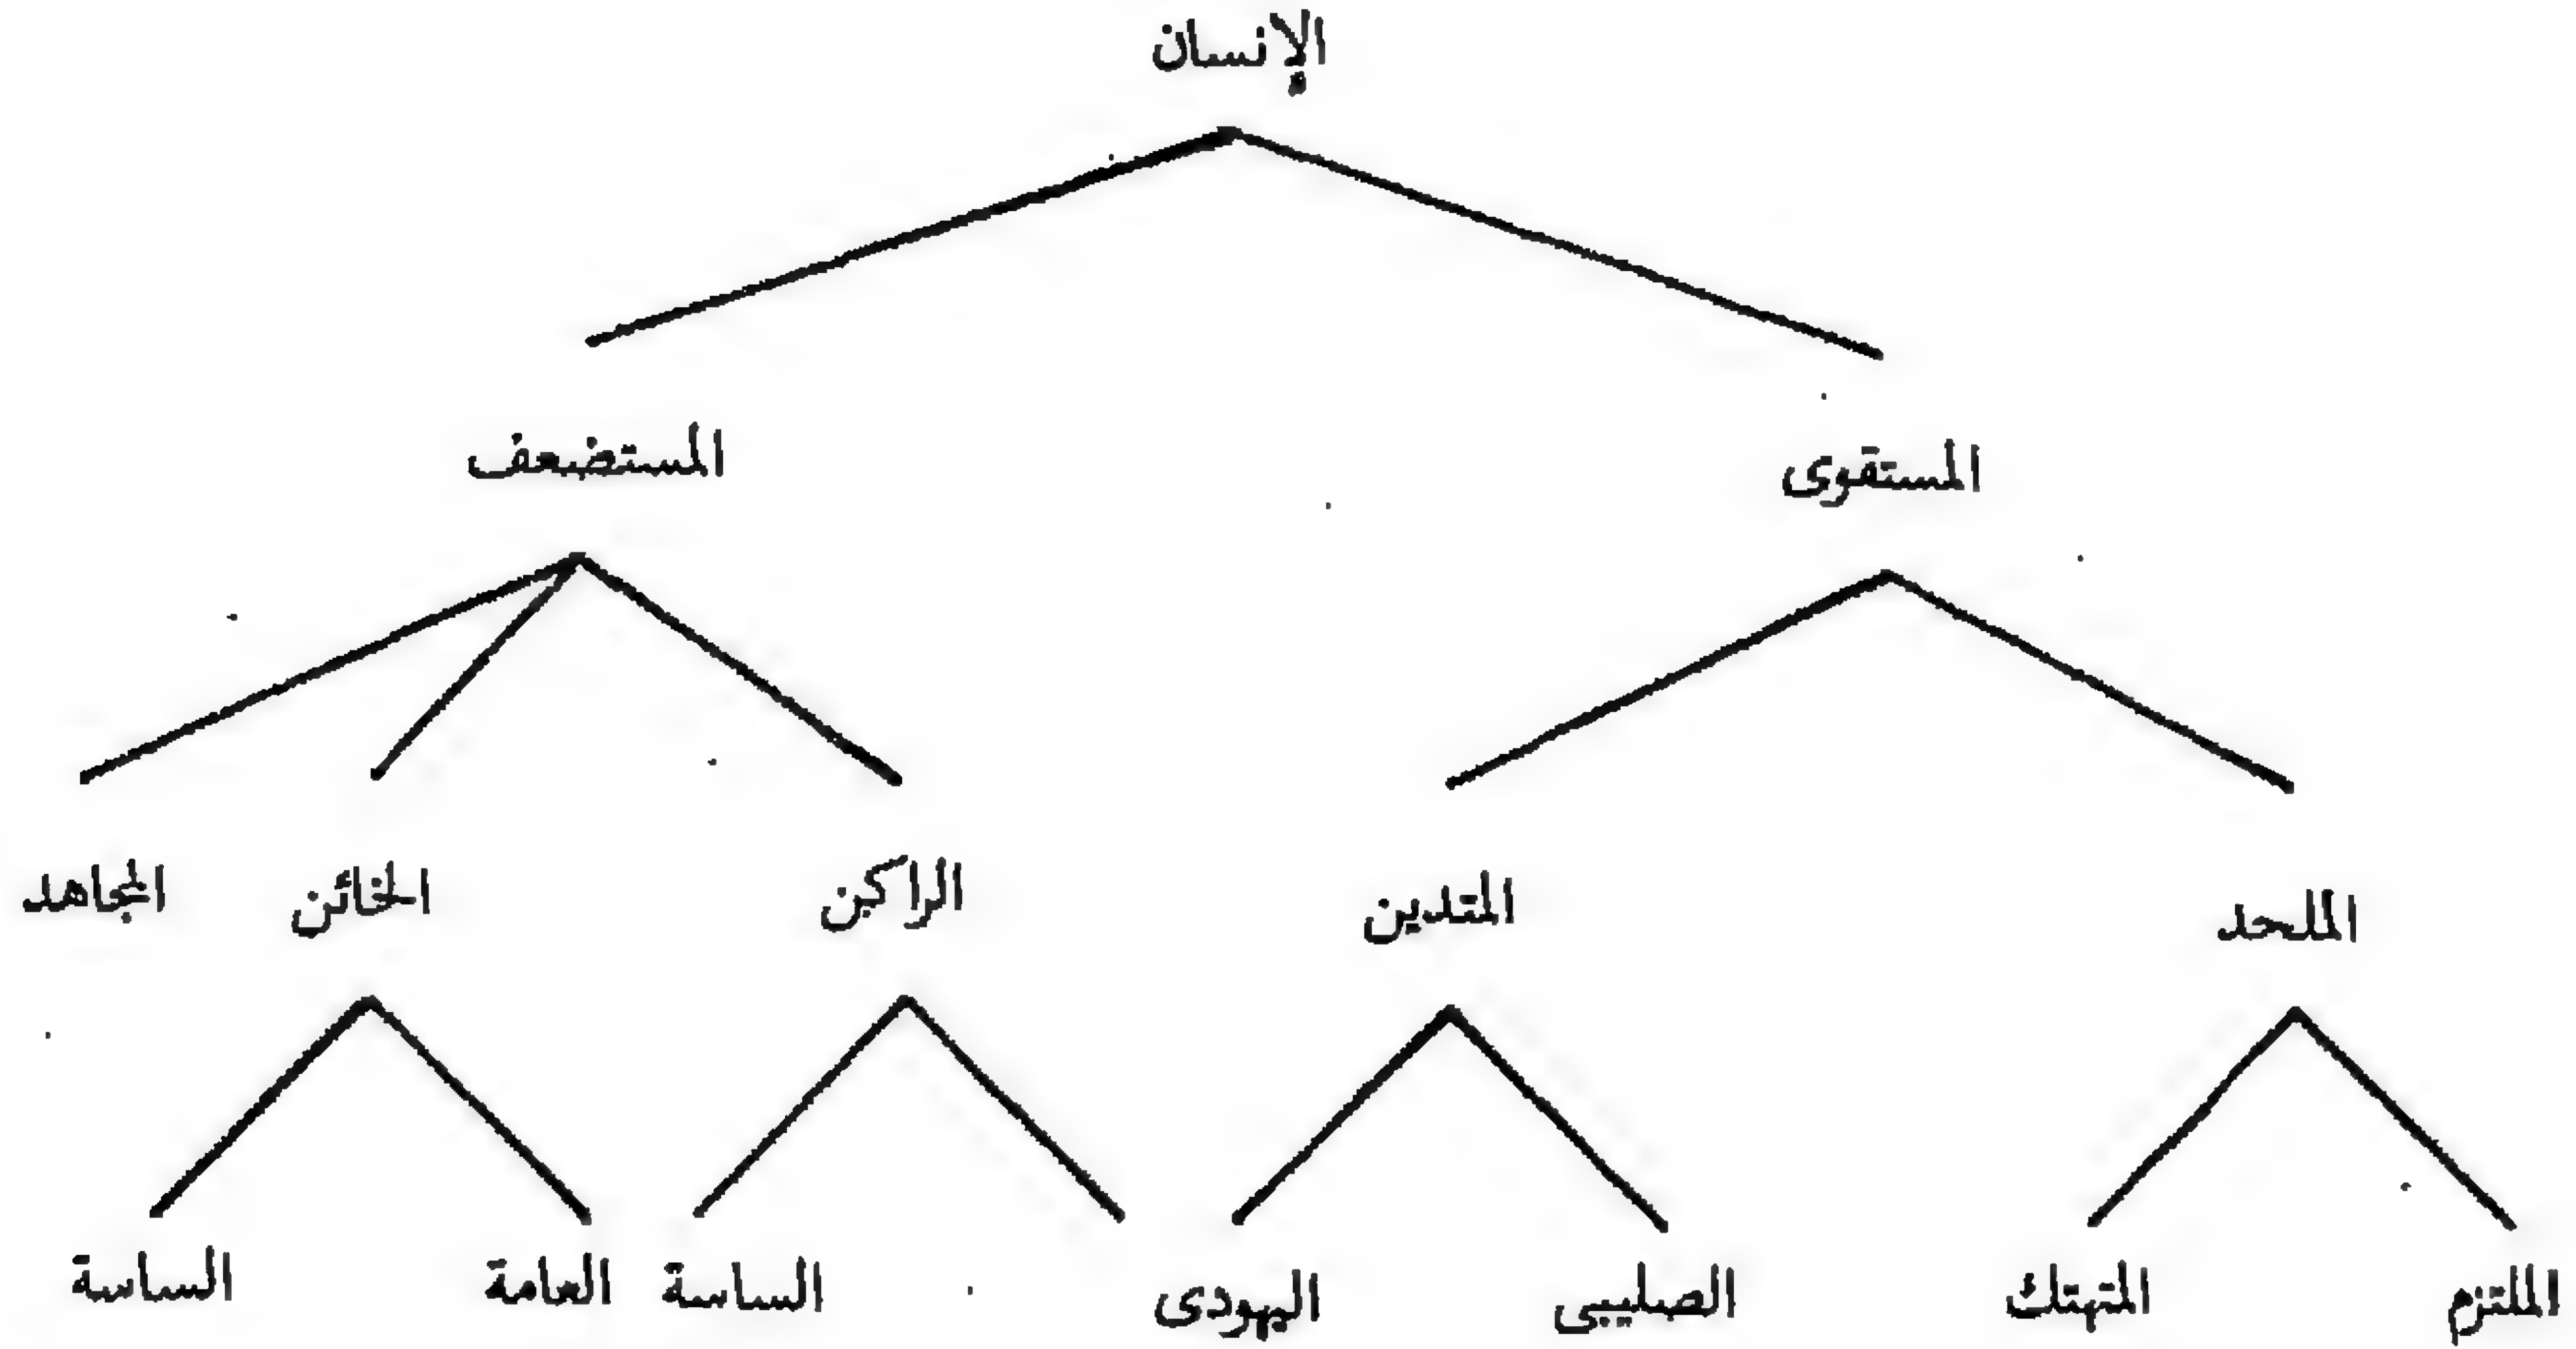 الإنسان
المستقوى المستضعف
الملحد المتدين الراكن الخائن المجاهد
الملتزم المتهتك الصليبى اليهودى الساسة العامة الساسة